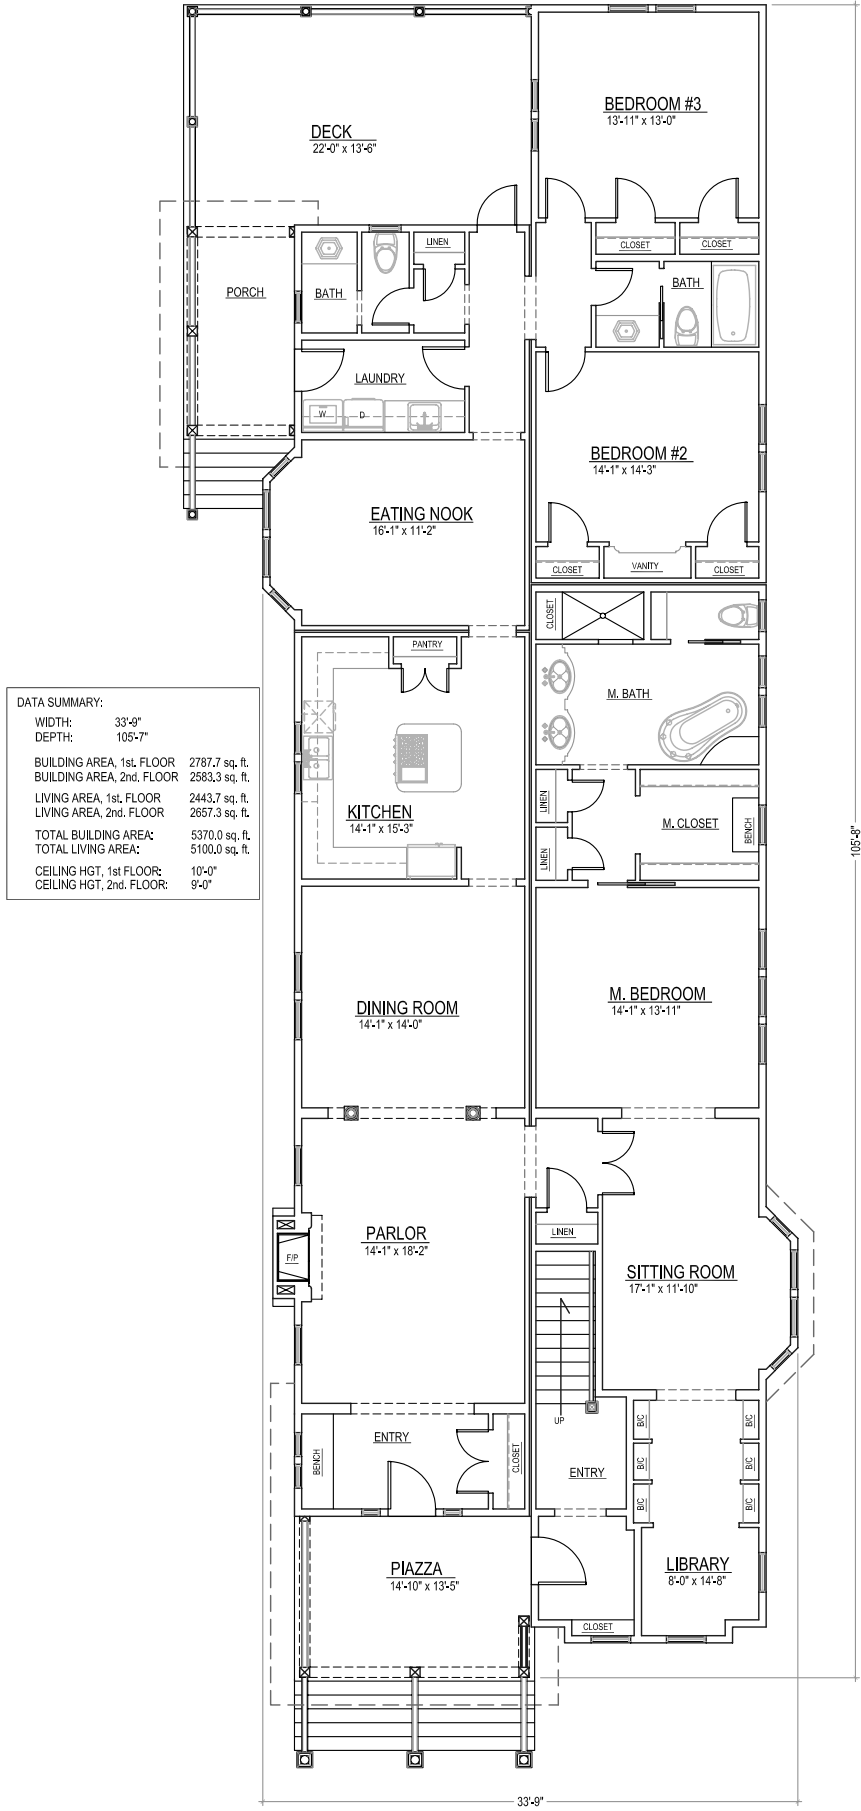 BEDROOM #3
13'-11" x 13'-0"
DECK
22'-0" x 13'-6"
LINEN
CLOSET
CLOSET
PORCH
BATH
BATH
LAUNDRY
W
D
BEDROOM #2
14'-1" x 14'-3"
EATING NOOK
16'-1" x 11'-2"
CLOSET
VANITY
CLOSET
CLOSET
PANTRY
M. BATH
DATA SUMMARY:
WIDTH: 33'-9"
DEPTH: 105'-7"
BUILDING AREA, 1st. FLOOR 2787.7 sq. ft.
BUILDING AREA, 2nd. FLOOR 2583.3 sq. ft.
LIVING AREA, 1st. FLOOR 2443.7 sq. ft.
LIVING AREA, 2nd. FLOOR 2657.3 sq. ft.
TOTAL BUILDING AREA: 5370.0 sq. ft.
TOTAL LIVING AREA: 5100.0 sq. ft.
CEILING HGT, 1st FLOOR: 10'-0"
CEILING HGT, 2nd. FLOOR: 9'-0"
KITCHEN
14'-1" x 15'-3"
LINEN
M. CLOSET
BENCH
LINEN
105'-8"
M. BEDROOM
14'-1" x 13'-11"
DINING ROOM
14'-1" x 14'-0"
PARLOR
14'-1" x 18'-2"
LINEN
F/P
SITTING ROOM
17'-1" x 11'-10"
UP
B/C
B/C
ENTRY
BENCH
CLOSET
B/C
B/C
ENTRY
B/C
B/C
PIAZZA
14'-10" x 13'-5"
LIBRARY
8'-0" x 14'-8"
CLOSET
33'-9"